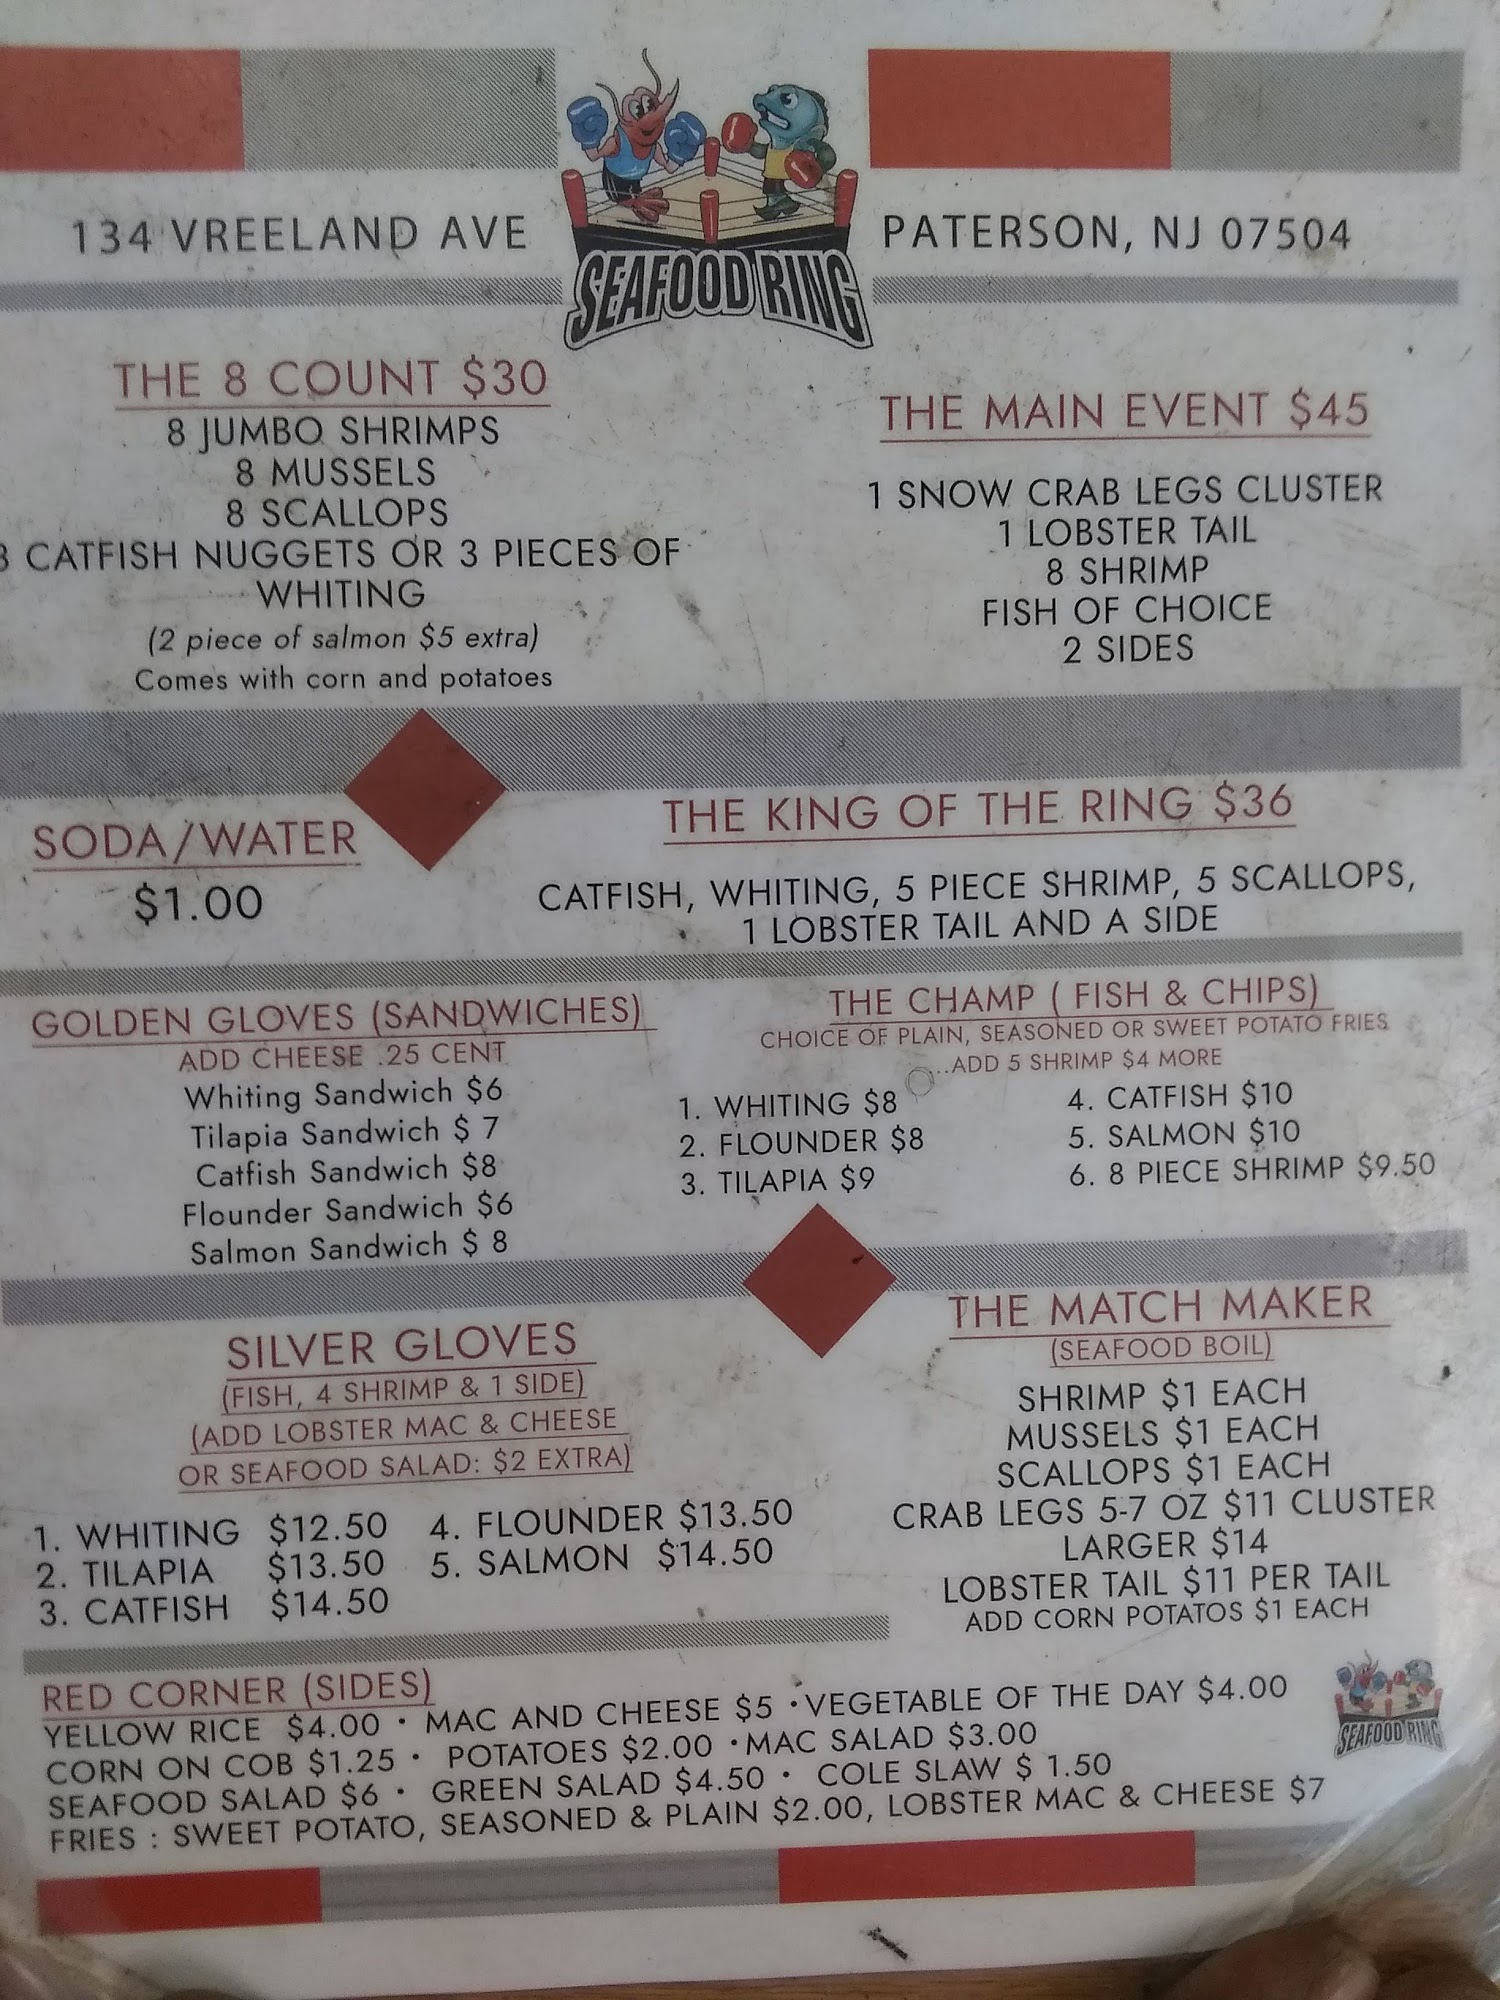 134 VREELAND AVE
SEAFOOD RING
PATERSON, NJ 07504
THE 8 COUNT $30
8 JUMBO SHRIMPS
8 MUSSELS
8 SCALLOPS
CATFISH NUGGETS OR 3 PIECES OF
WHITING
(2 piece of salmon $5 extra)
Comes with corn and potatoes
THE MAIN EVENT $45
1 SNOW CRAB LEGS CLUSTER
1 LOBSTER TAIL
8 SHRIMP
FISH OF CHOICE
2 SIDES
SODA/WATER
$1.00
THE KING OF THE RING $36
CATFISH, WHITING, 5 PIECE SHRIMP, 5 SCALLOPS,
1 LOBSTER TAIL AND A SIDE
GOLDEN GLOVES (SANDWICHES)
ADD CHEESE .25 CENT
Whiting Sandwich $6
Tilapia Sandwich $ 7
Catfish Sandwich $8
Flounder Sandwich $6
Salmon Sandwich $ 8
THE CHAMP ( FISH & CHIPS)
CHOICE OF PLAIN, SEASONED OR SWEET POTATO FRIES
...ADD 5 SHRIMP $4 MORE
1. WHITING $8
2. FLOUNDER $8
3. TILAPIA $9
4. CATFISH $10
5. SALMON $10
6. 8 PIECE SHRIMP $9.50
SILVER GLOVES
(FISH, 4 SHRIMP & 1 SIDE)
(ADD LOBSTER MAC & CHEESE
OR SEAFOOD SALAD: $2 EXTRA)
1. WHITING $12.50
2. TILAPIA $13.50
3. CATFISH $14.50
4. FLOUNDER $13.50
5. SALMON $14.50
THE MATCH MAKER
(SEAFOOD BOIL)
SHRIMP $1 EACH
MUSSELS $1 EACH
SCALLOPS $1 EACH
CRAB LEGS 5-7 OZ $11 CLUSTER
LARGER $14
LOBSTER TAIL $11 PER TAIL
ADD CORN POTATOS $1 EACH
RED CORNER (SIDES)
YELLOW RICE $4.00 • MAC AND CHEESE $5 • VEGETABLE OF THE DAY $4.00
CORN ON COB $1.25 • POTATOES $2.00 • MAC SALAD $3.00
SEAFOOD SALAD $6 • GREEN SALAD $4.50 • COLE SLAW $ 1.50
FRIES : SWEET POTATO, SEASONED & PLAIN $2.00, LOBSTER MAC & CHEESE $7
SEAFOOD RING